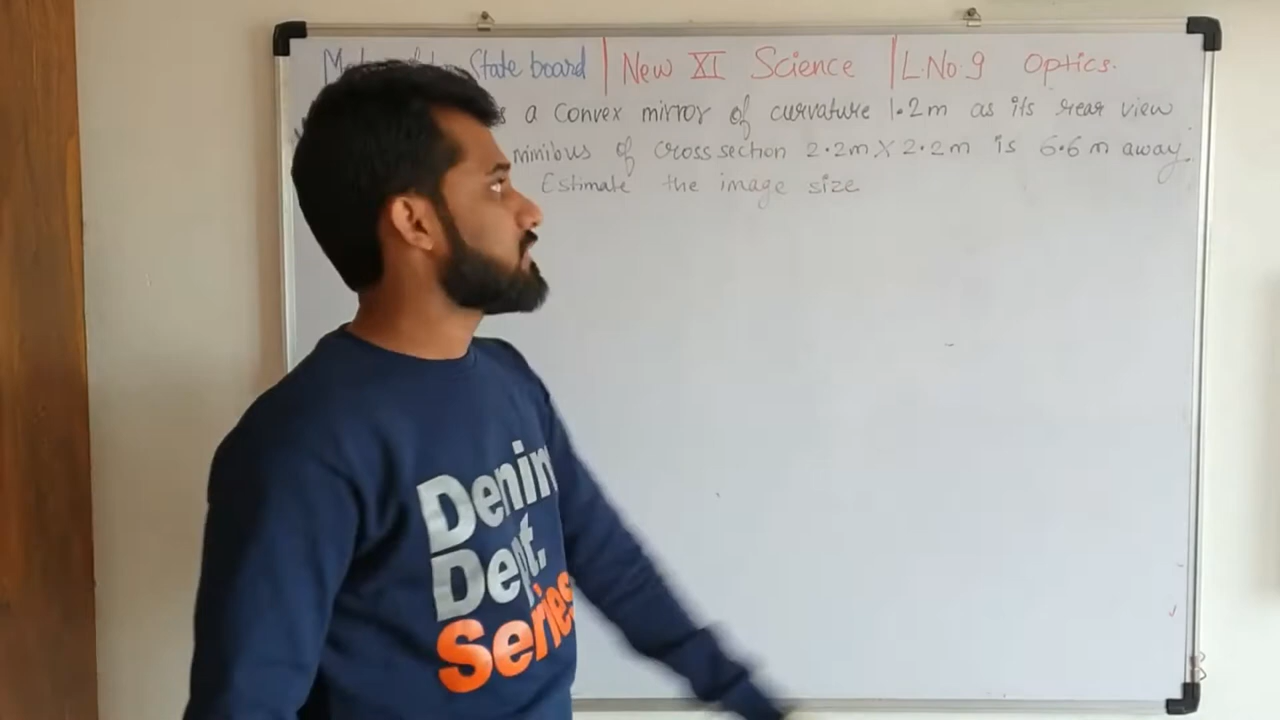 State board | New XI Science | L.No.9 Optics.
a Convex mirror of curvature 1.2m as its rear view
of cross section 2.2m X 2.2m is 6.6 m away.
Estimate the image size
Denim
Dept.
Series